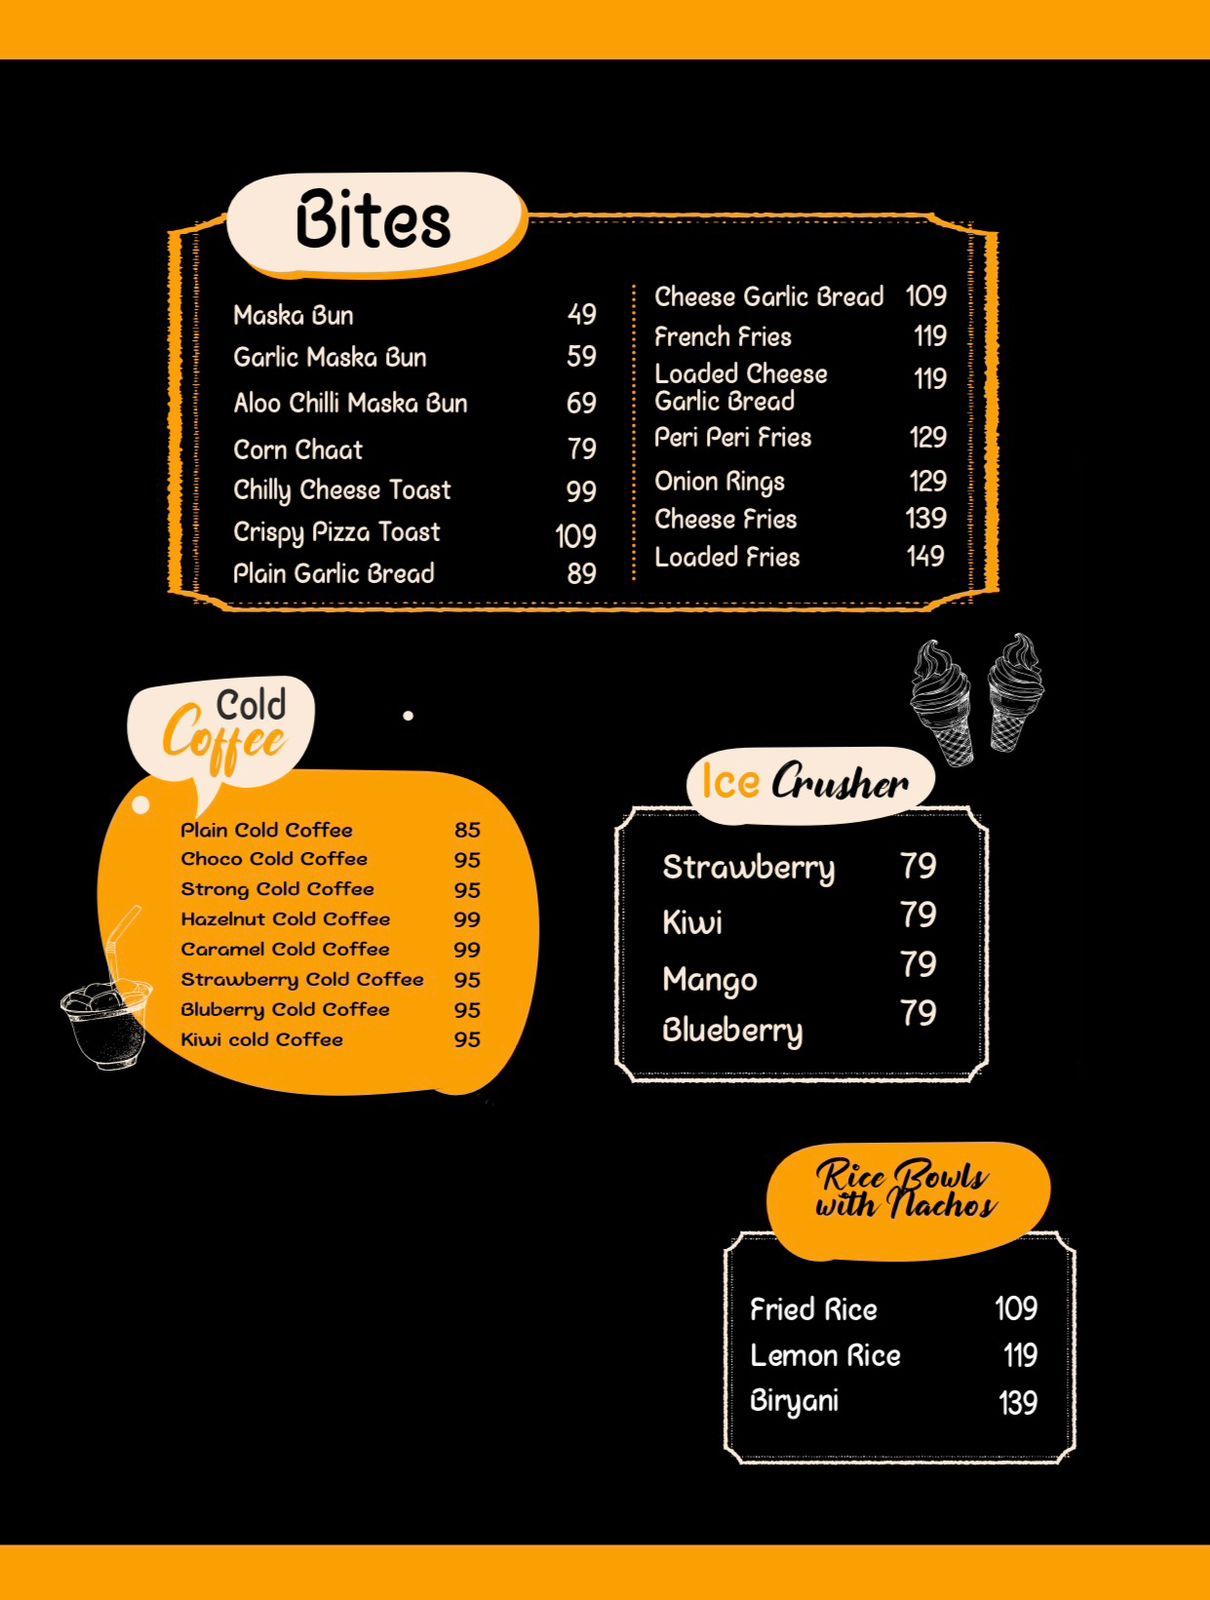 Bites
Maska Bun 49
Garlic Maska Bun 59
Aloo Chilli Maska Bun 69
Corn Chaat 79
Chilly Cheese Toast 99
Crispy Pizza Toast 109
Plain Garlic Bread 89
Cheese Garlic Bread 109
French Fries 119
Loaded Cheese 119
Garlic Bread
Peri Peri Fries 129
Onion Rings 129
Cheese Fries 139
Loaded Fries 149
Cold
Coffee
Plain Cold Coffee 85
Choco Cold Coffee 95
Strong Cold Coffee 95
Hazelnut Cold Coffee 99
Caramel Cold Coffee 99
Strawberry Cold Coffee 95
Bluberry Cold Coffee 95
Kiwi cold Coffee 95
Ice Crusher
Strawberry 79
Kiwi 79
Mango 79
Blueberry 79
Rice Bowls
with Nachos
Fried Rice 109
Lemon Rice 119
Biryani 139